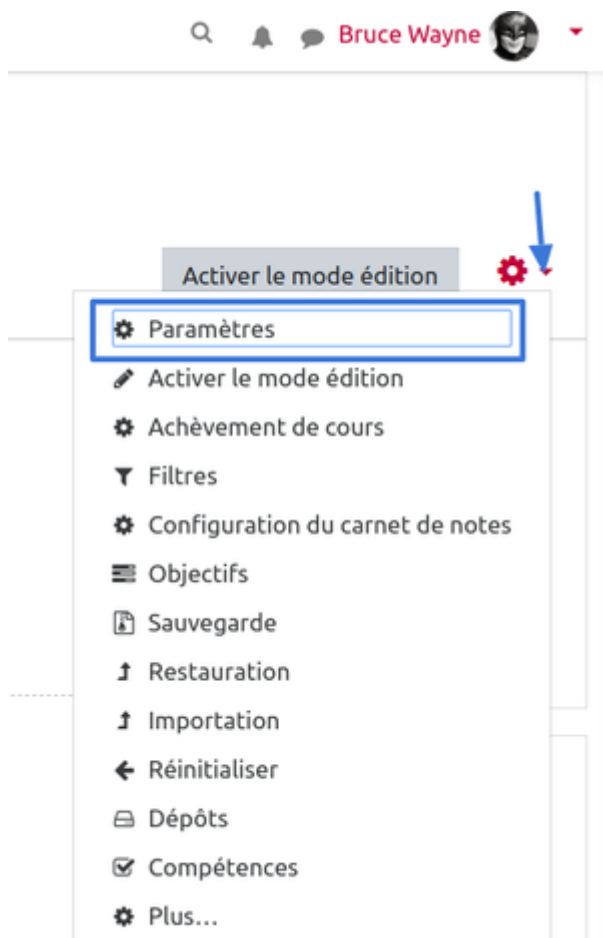 Bruce Wayne
Activer le mode édition
Paramètres
Activer le mode édition
Achèvement de cours
Filtres
Configuration du carnet de notes
Objectifs
Sauvegarde
Restauration
Importation
Réinitialiser
Dépôts
Compétences
Plus...